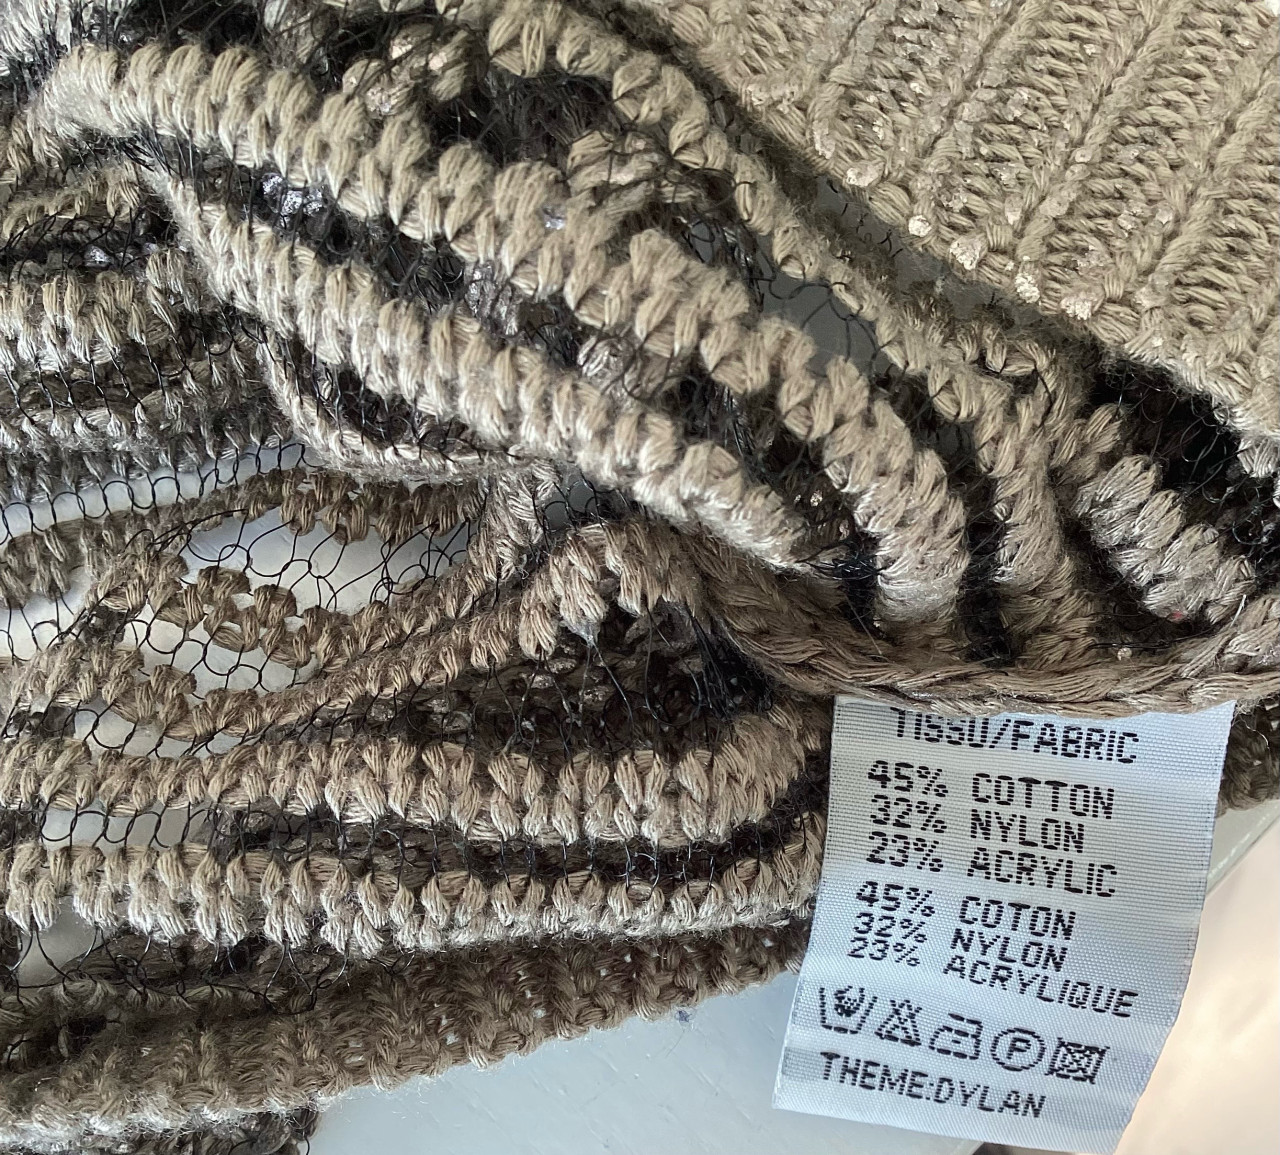 TISSU/FABRIC
45% COTTON
32% NYLON
23% ACRYLIC
45% COTON
32% NYLON
23% ACRYLIQUE
P
THEME:DYLAN